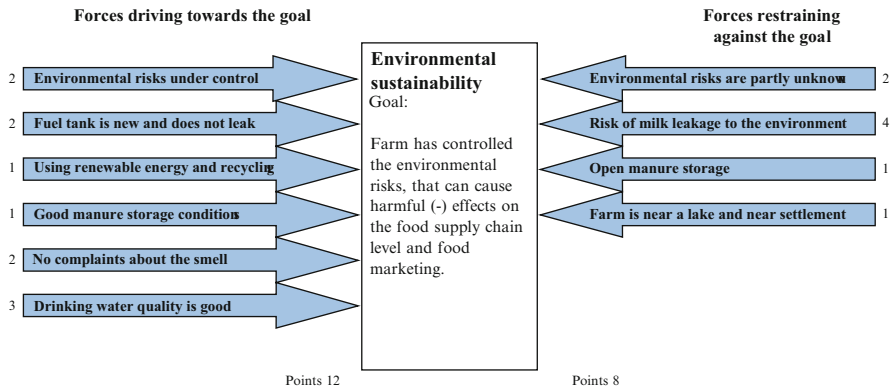 Forces driving towards the goal
2 Environmental risks under control
2 Fuel tank is new and does not leak
1 Using renewable energy and recycling
1 Good manure storage conditions
2 No complaints about the smell
3 Drinking water quality is good
Points 12
Environmental
sustainability
Goal:
Farm has controlled
the environmental
risks, that can cause
harmful (-) effects on
the food supply chain
level and food
marketing.
Forces restraining
against the goal
Environmental risks are partly unknown 2
Risk of milk leakage to the environment 4
Open manure storage 1
Farm is near a lake and near settlement 1
Points 8